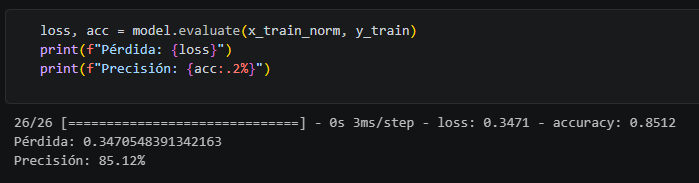 loss, acc = model.evaluate(x_train_norm, y_train)
print(f"Pérdida: {loss}")
print(f"Precisión: {acc:.2%}")
26/26 [==============================] - 0s 3ms/step - loss: 0.3471 - accuracy: 0.8512
Pérdida: 0.3470548391342163
Precisión: 85.12%